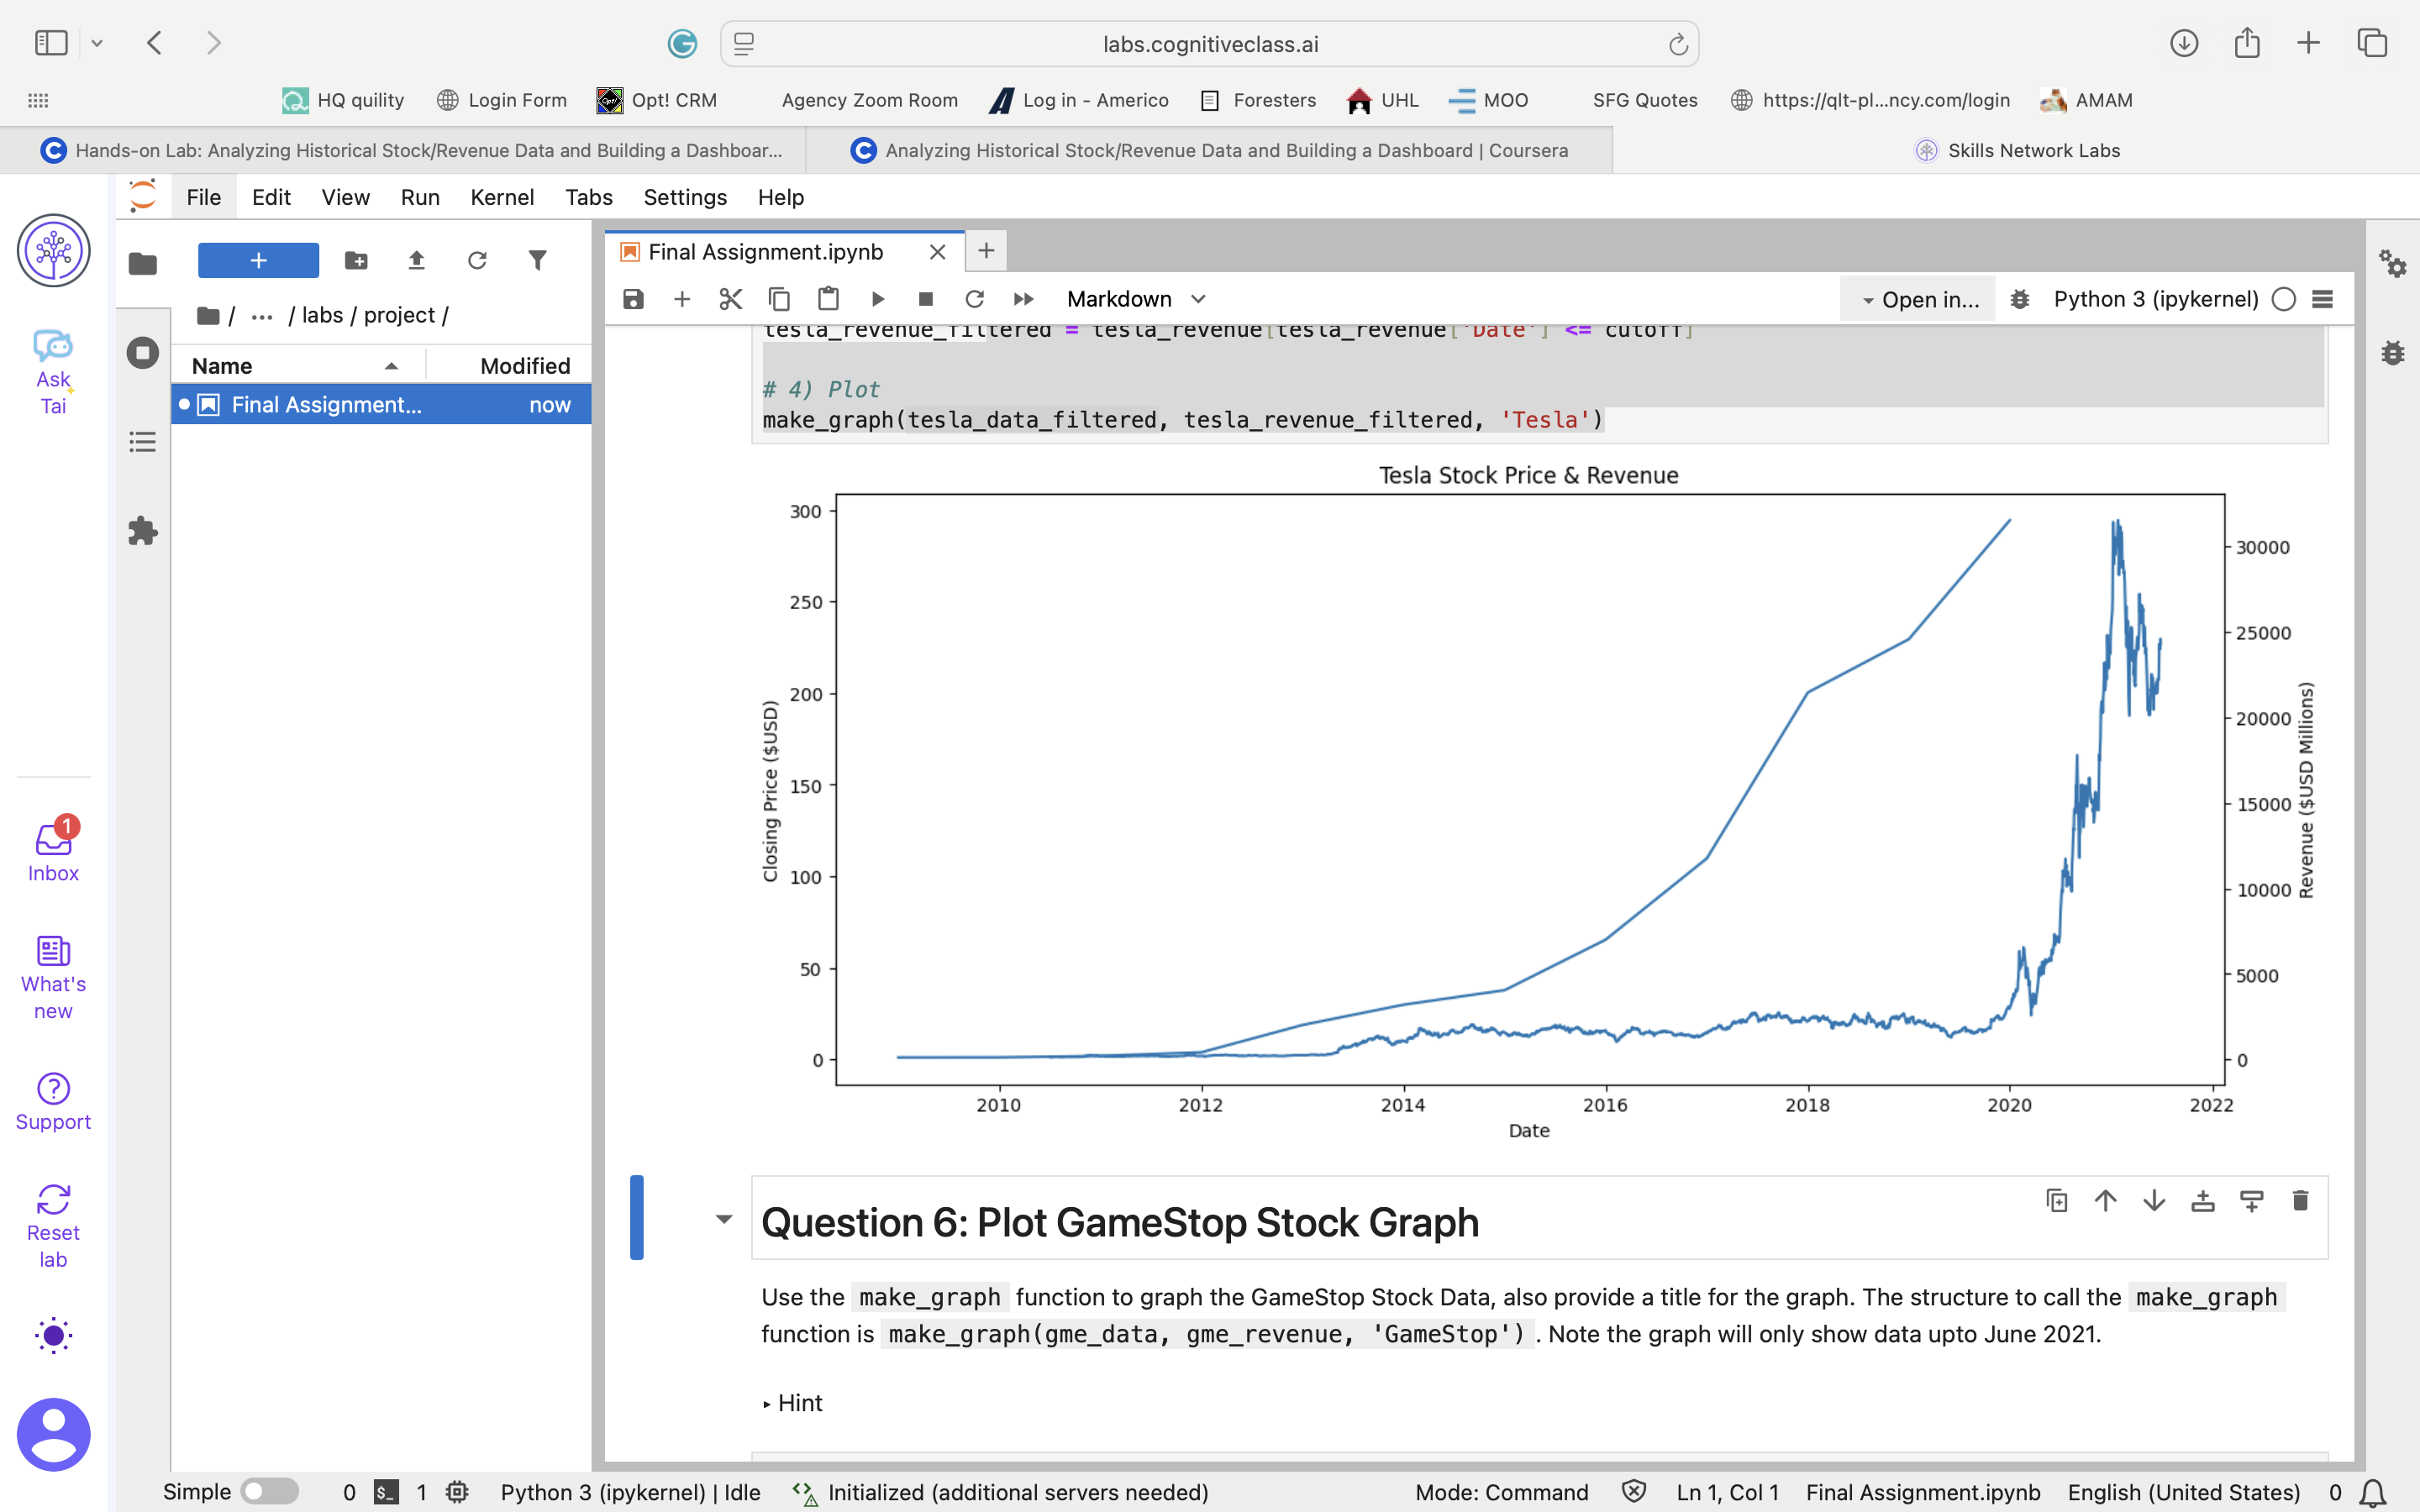 labs.cognitiveclass.ai
HQ quility
Login Form
Opt! CRM
Agency Zoom Room
Log in - Americo
Foresters
UHL
MOO
SFG Quotes
https://qlt-pl...ncy.com/login
AMAM
Hands-on Lab: Analyzing Historical Stock/Revenue Data and Building a Dashboar...
Analyzing Historical Stock/Revenue Data and Building a Dashboard | Coursera
Skills Network Labs
File Edit View Run Kernel Tabs Settings Help
Ask
Tai
1
Inbox
What's
new
Support
Reset
lab
/ ... / labs / project /
Name Modified
Final Assignment... now
Final Assignment.ipynb
Markdown
Open in...
Python 3 (ipykernel)
tesla_revenue_filtered = tesla_revenue[tesla_revenue['Date'] <= cutoff]
# 4) Plot
make_graph(tesla_data_filtered, tesla_revenue_filtered, 'Tesla')
Tesla Stock Price & Revenue
300
250
200
150
100
50
0
Closing Price ($USD)
30000
25000
20000
15000
10000
5000
0
Revenue ($USD Millions)
2010 2012 2014 2016 2018 2020 2022
Date
Question 6: Plot GameStop Stock Graph
Use the make_graph function to graph the GameStop Stock Data, also provide a title for the graph. The structure to call the make_graph
function is make_graph(gme_data, gme_revenue, 'GameStop') . Note the graph will only show data upto June 2021.
Hint
Simple 0 $_ 1 Python 3 (ipykernel) | Idle Initialized (additional servers needed) Mode: Command Ln 1, Col 1 Final Assignment.ipynb English (United States) 0